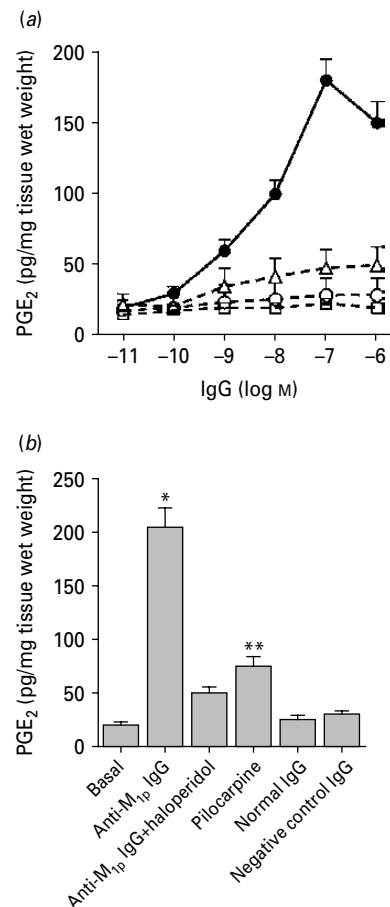 (a)
PGE2 (pg/mg tissue wet weight)
200
150
100
50
0
–11 –10 –9 –8 –7 –6
IgG (log M)
(b)
PGE2 (pg/mg tissue wet weight)
250
200
150
100
50
0
*
**
Basal
Anti-M1p IgG
Anti-M1p IgG+haloperidol
Pilocarpine
Normal IgG
Negative control IgG